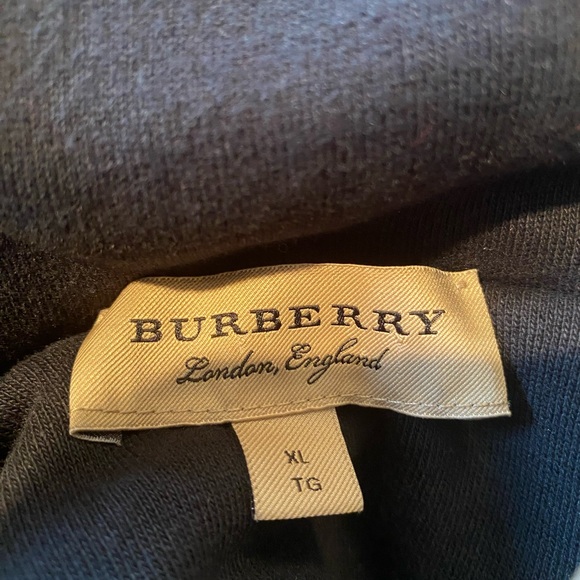 BURBERRY
London, England
XL
TG